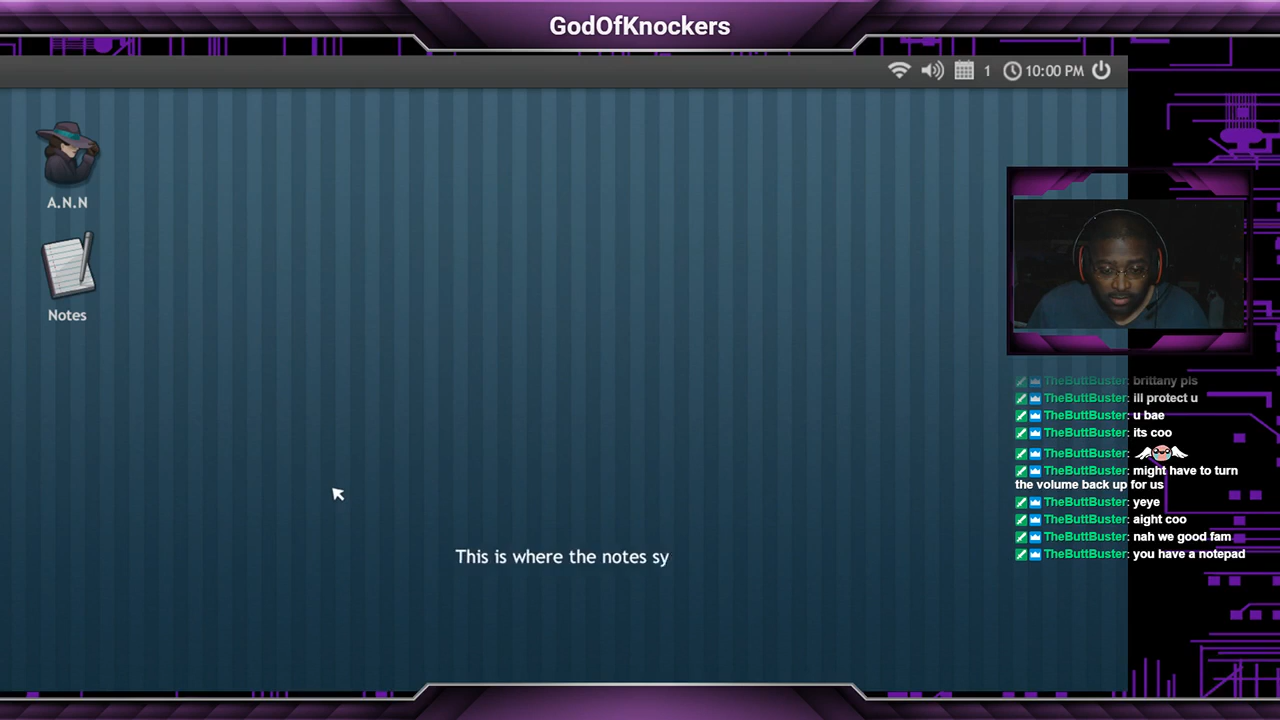 GodOfKnockers
1 10:00 PM
A.N.N
Notes
This is where the notes sy
TheButtBuster: brittany pls
TheButtBuster: ill protect u
TheButtBuster: u bae
TheButtBuster: its coo
TheButtBuster:
TheButtBuster: might have to turn
the volume back up for us
TheButtBuster: yeye
TheButtBuster: aight coo
TheButtBuster: nah we good fam
TheButtBuster: you have a notepad